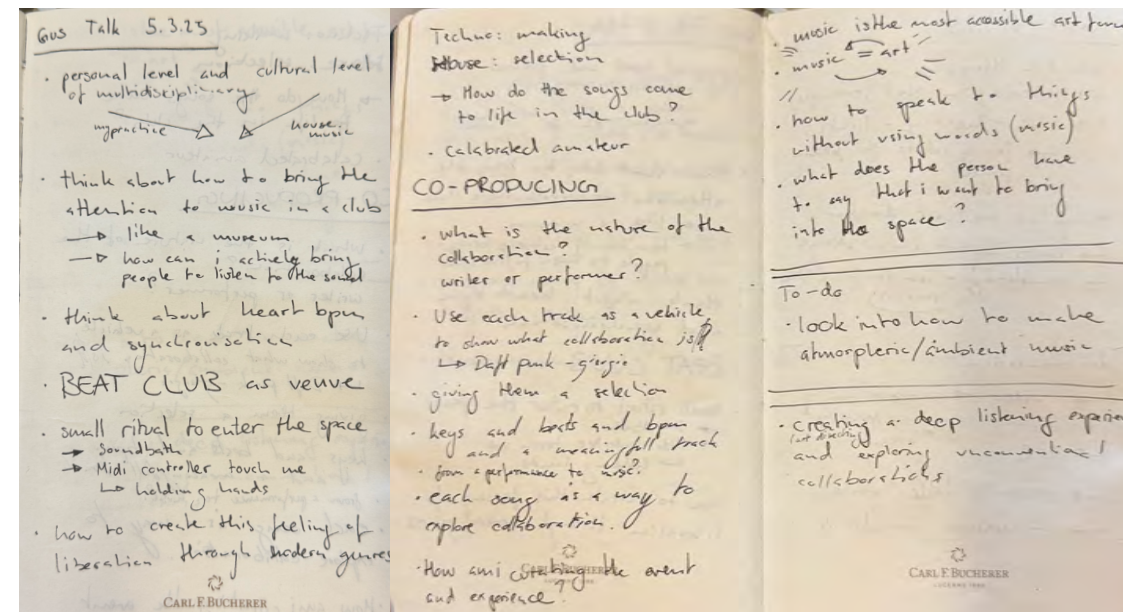 Gus Talk 5.3.25
· personal level and cultural level
of multidisciplinary
my practice
house
music
· think about how to bring the
attention to music in a club
→ like a museum
→ how can i actively bring
people to listen to the sound
· think about heart bpm
and synchronisation
· BEAT CLUB as venue
· small ritual to enter the space
→ Soundbath
→ Midi controller touch me
↳ holding hands
· how to create this feeling of
liberation through modern genres
CARL F. BUCHERER
Techno: making
House: selection
→ How do the songs come
to life in the club?
· celabrated amateur
CO-PRODUCING
· what is the nature of the
collaboration?
writer or performer?
· Use each track as a vehicle
to show what collaboration is
↳ Daft punk - giorgio
· giving them a selection
· keys and beats and bpm
and a meaningfull track
· from a performance to music?
· each song is a way to
explore collaboration.
· How am i curating the event
and experience?
· music is the most accessible art form
· music = art
· how to speak to things
without using words (music)
· what does the person have
to say that i want to bring
into the space?
To-do
· look into how to make
atmorpheric/ambient music
· creating a deep listening experien
and exploring unconventional
collaborations
CARL F. BUCHERER
LUCERNE 1888